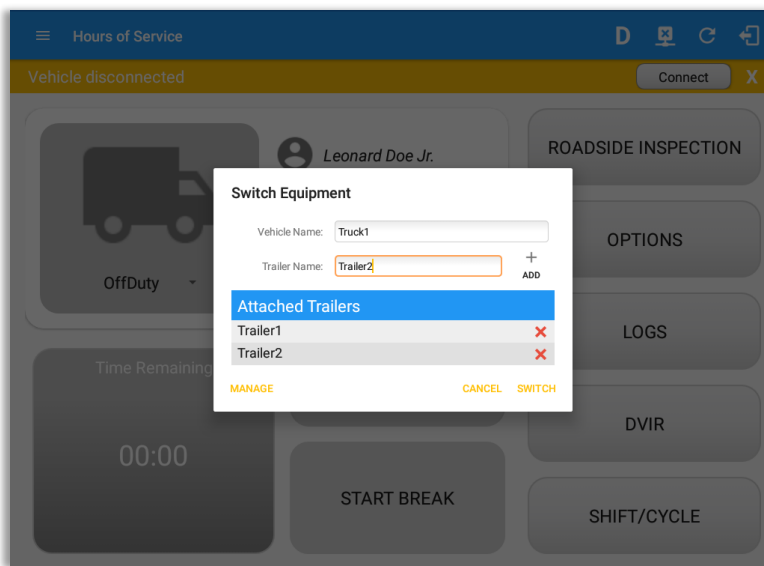 Hours of Service
D
Vehicle disconnected
Connect
X
Leonard Doe Jr.
OffDuty
Switch Equipment
Vehicle Name: Truck1
Trailer Name: Trailer2
ADD
Attached Trailers
Trailer1
Trailer2
MANAGE
CANCEL
SWITCH
Time Remaining
00:00
START BREAK
ROADSIDE INSPECTION
OPTIONS
LOGS
DVIR
SHIFT/CYCLE